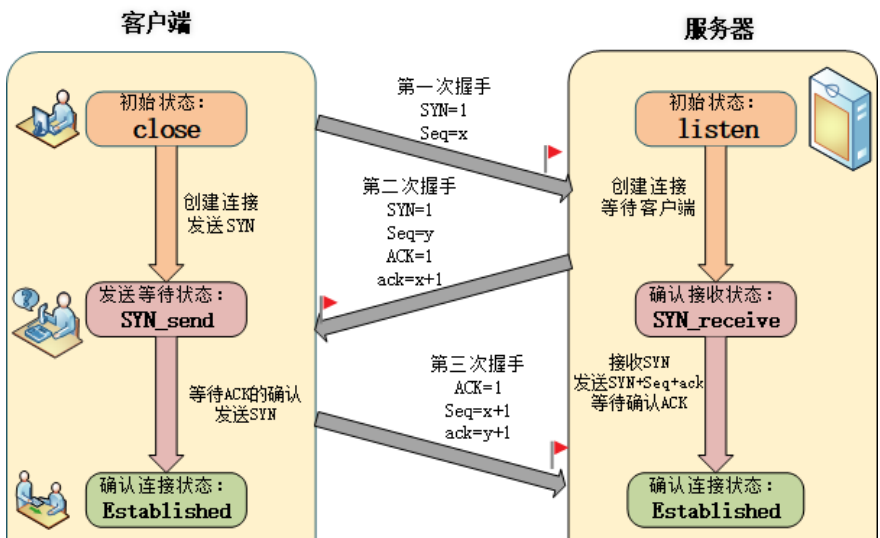 客户端
服务器
初始状态：
close
创建连接
发送SYN
发送等待状态：
SYN_send
等待ACK的确认
发送SYN
确认连接状态：
Established
第一次握手
SYN=1
Seq=x
第二次握手
SYN=1
Seq=y
ACK=1
ack=x+1
第三次握手
ACK=1
Seq=x+1
ack=y+1
初始状态：
listen
创建连接
等待客户端
确认接收状态：
SYN_receive
接收SYN
发送SYN+Seq+ack
等待确认ACK
确认连接状态：
Established